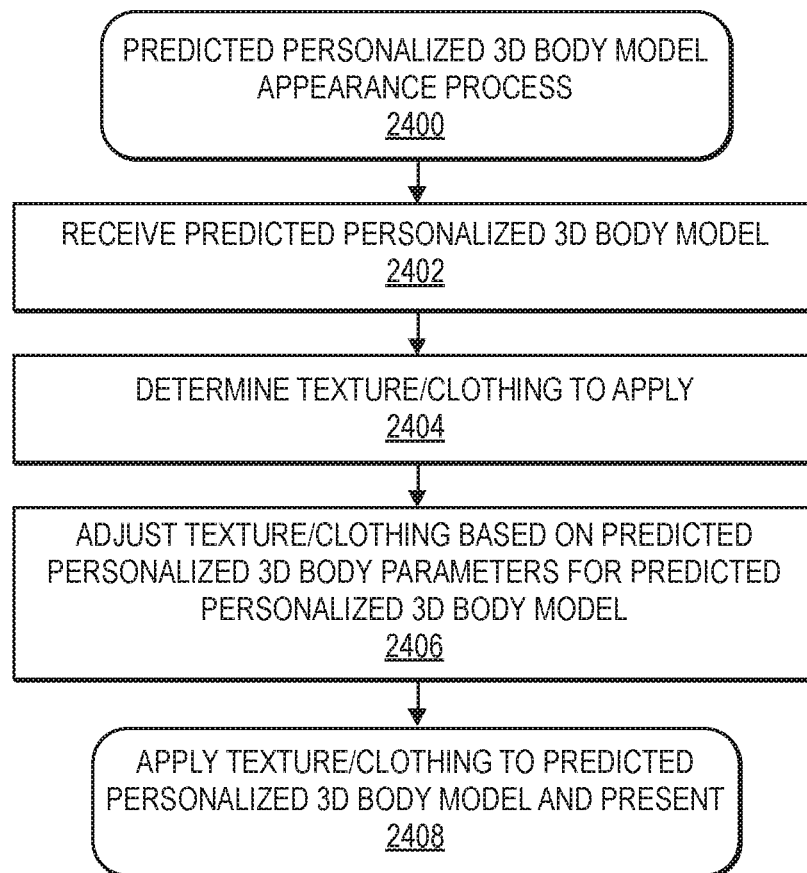 PREDICTED PERSONALIZED 3D BODY MODEL
APPEARANCE PROCESS
2400
RECEIVE PREDICTED PERSONALIZED 3D BODY MODEL
2402
DETERMINE TEXTURE/CLOTHING TO APPLY
2404
ADJUST TEXTURE/CLOTHING BASED ON PREDICTED
PERSONALIZED 3D BODY PARAMETERS FOR PREDICTED
PERSONALIZED 3D BODY MODEL
2406
APPLY TEXTURE/CLOTHING TO PREDICTED
PERSONALIZED 3D BODY MODEL AND PRESENT
2408